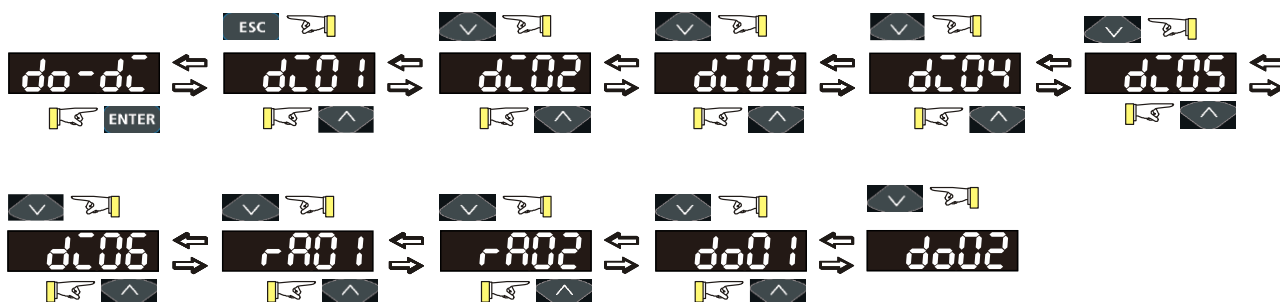 ESC
do-di di01 di02 di03 di04 di05
ENTER
di06 rA01 rA02 do01 do02